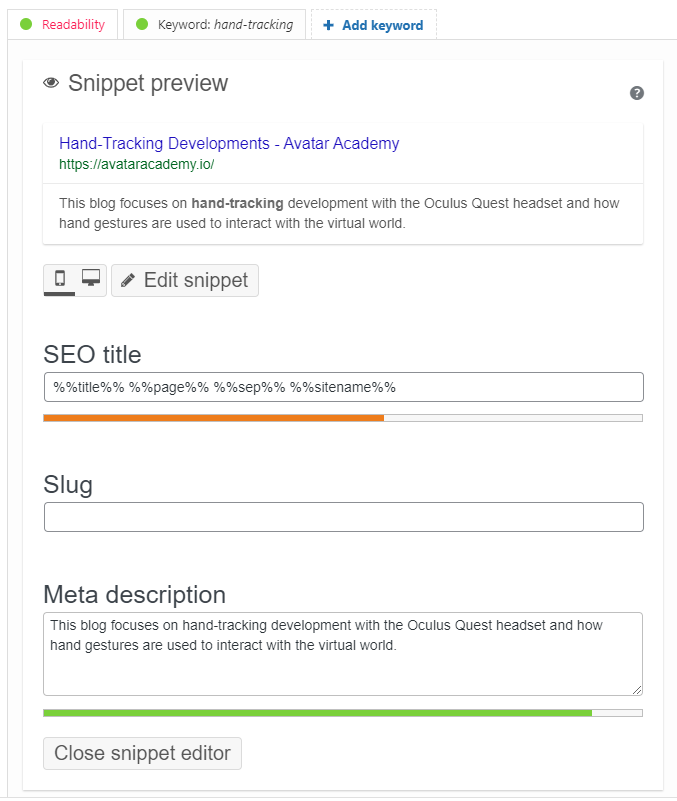 Readability
Keyword: hand-tracking
+ Add keyword
Snippet preview
?
Hand-Tracking Developments - Avatar Academy
https://avataracademy.io/
This blog focuses on hand-tracking development with the Oculus Quest headset and how
hand gestures are used to interact with the virtual world.
Edit snippet
SEO title
%%title%% %%page%% %%sep%% %%sitename%%
Slug
Meta description
This blog focuses on hand-tracking development with the Oculus Quest headset and how
hand gestures are used to interact with the virtual world.
Close snippet editor